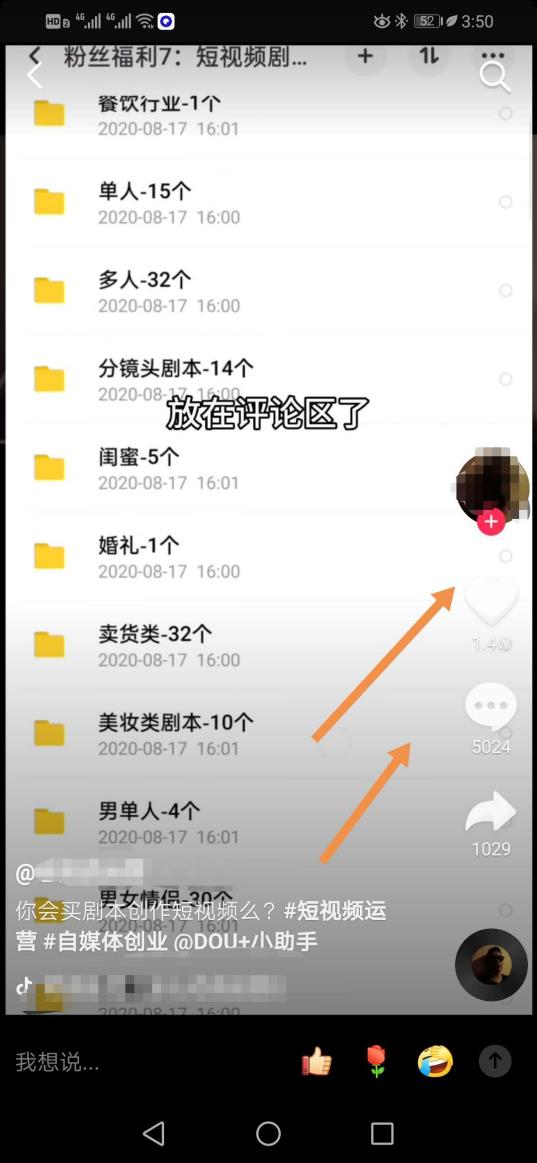 HD 2 4G 4G 52 3:50
粉丝福利7：短视频剧...
餐饮行业-1个
2020-08-17 16:01
单人-15个
2020-08-17 16:00
多人-32个
2020-08-17 16:00
分镜头剧本-14个
2020-08-17 16:00
放在评论区了
闺蜜-5个
2020-08-17 16:01
婚礼-1个
2020-08-17 16:00
卖货类-32个
2020-08-17 16:00
1.4w
美妆类剧本-10个
2020-08-17 16:01
5024
男单人-4个
2020-08-17 16:01
1029
@
男女情侣-30个
2020-08-17 16:01
你会买剧本创作短视频么？#短视频运
营 #自媒体创业 @DOU+小助手
2020-08-17 16:00
我想说...